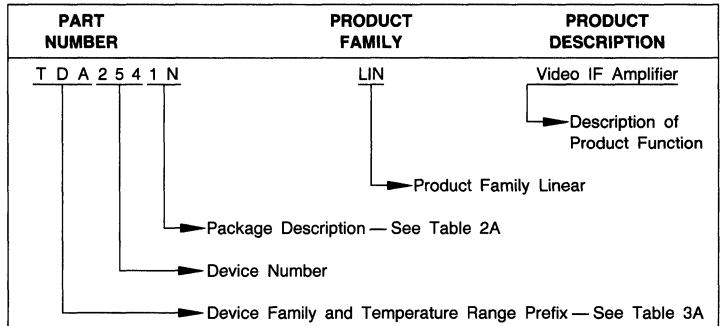 PART NUMBER
PRODUCT FAMILY
PRODUCT DESCRIPTION
T D A 2 5 4 1 N
LIN
Video IF Amplifier
Description of
Product Function
Product Family Linear
Package Description — See Table 2A
Device Number
Device Family and Temperature Range Prefix — See Table 3A